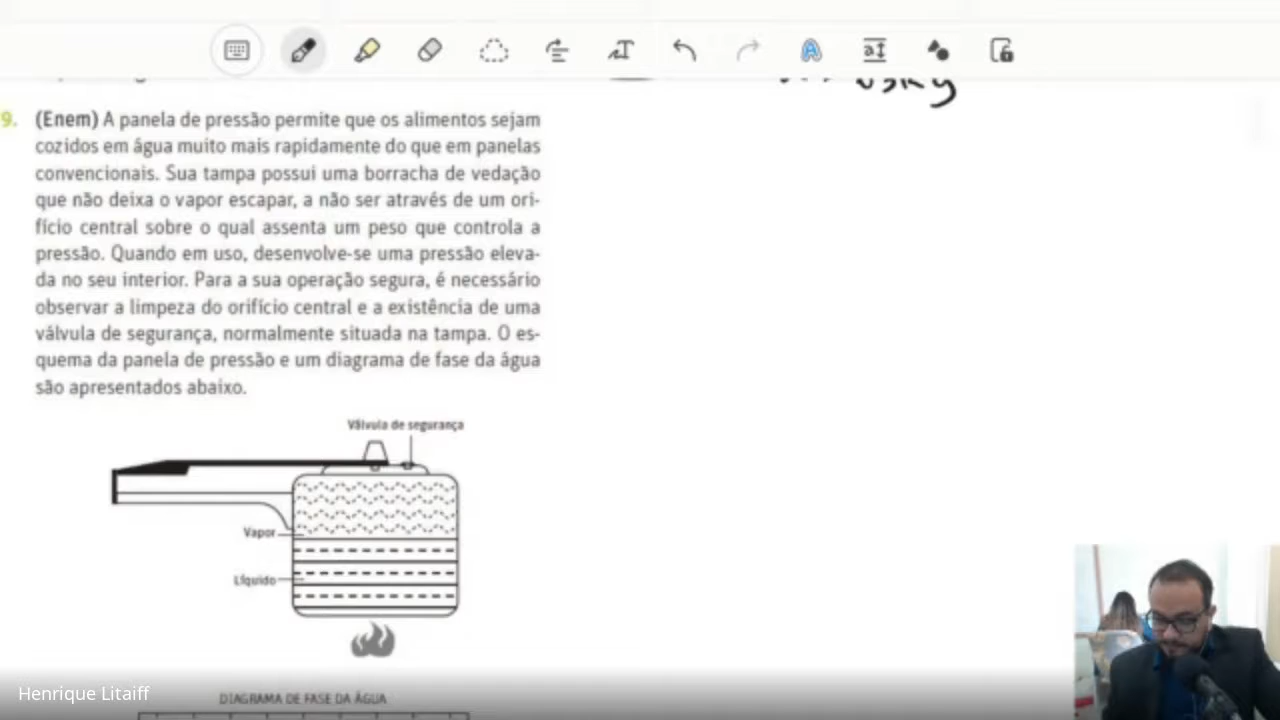 9. (Enem) A panela de pressão permite que os alimentos sejam
cozidos em água muito mais rapidamente do que em panelas
convencionais. Sua tampa possui uma borracha de vedação
que não deixa o vapor escapar, a não ser através de um ori-
fício central sobre o qual assenta um peso que controla a
pressão. Quando em uso, desenvolve-se uma pressão eleva-
da no seu interior. Para a sua operação segura, é necessário
observar a limpeza do orifício central e a existência de uma
válvula de segurança, normalmente situada na tampa. O es-
quema da panela de pressão e um diagrama de fase da água
são apresentados abaixo.
Válvula de segurança
Vapor
Líquido
Henrique Litaiff
DIAGRAMA DE FASE DA ÁGUA